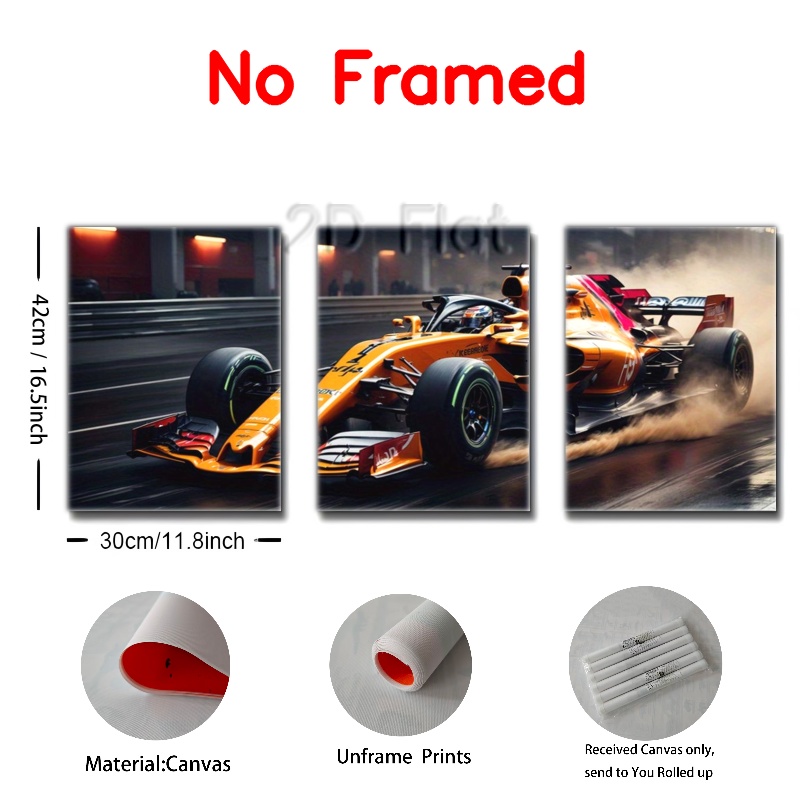 No Framed
2D Flat
42cm / 16.5inch
30cm/11.8inch
Material:Canvas
Unframe Prints
Received Canvas only,
send to You Rolled up